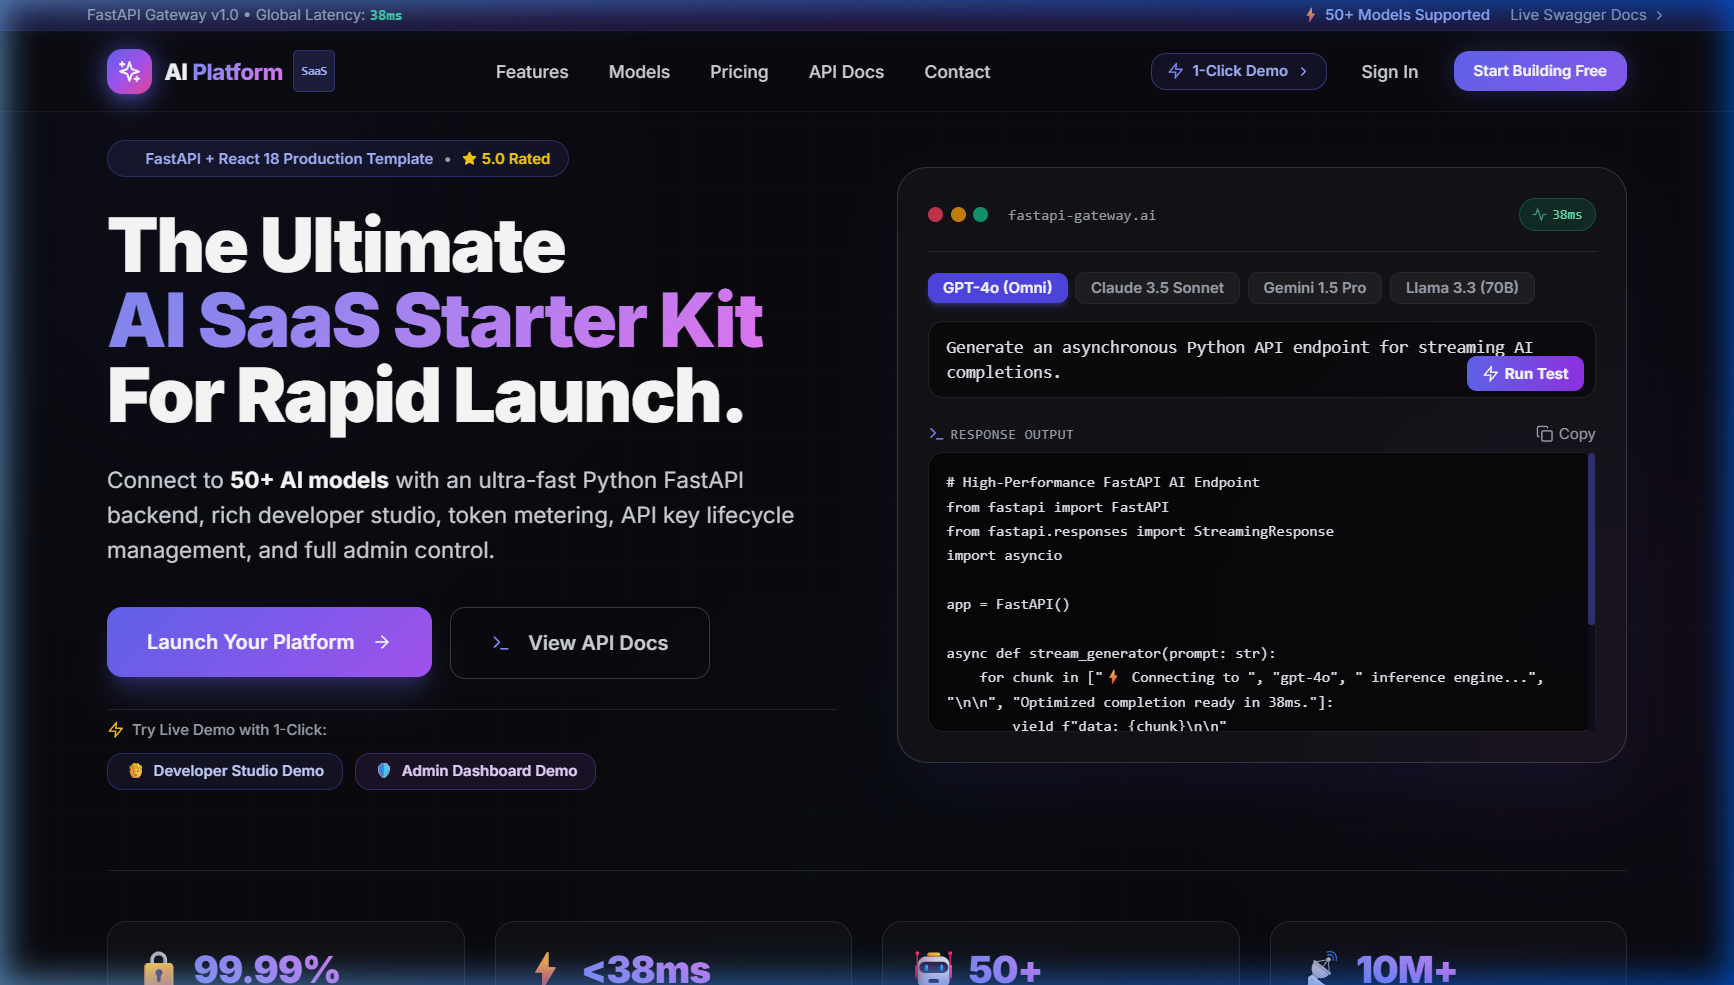 FastAPI Gateway v1.0 • Global Latency: 38ms
50+ Models Supported
Live Swagger Docs
AI Platform
SaaS
Features
Models
Pricing
API Docs
Contact
1-Click Demo
Sign In
Start Building Free
FastAPI + React 18 Production Template • 5.0 Rated
The Ultimate
AI SaaS Starter Kit
For Rapid Launch.
Connect to 50+ AI models with an ultra-fast Python FastAPI
backend, rich developer studio, token metering, API key lifecycle
management, and full admin control.
Launch Your Platform
View API Docs
Try Live Demo with 1-Click:
Developer Studio Demo
Admin Dashboard Demo
fastapi-gateway.ai
38ms
GPT-4o (Omni)
Claude 3.5 Sonnet
Gemini 1.5 Pro
Llama 3.3 (70B)
Generate an asynchronous Python API endpoint for streaming AI
completions.
Run Test
RESPONSE OUTPUT
Copy
# High-Performance FastAPI AI Endpoint
from fastapi import FastAPI
from fastapi.responses import StreamingResponse
import asyncio
app = FastAPI()
async def stream_generator(prompt: str):
for chunk in ["⚡ Connecting to ", "gpt-4o", " inference engine...",
"\n\n", "Optimized completion ready in 38ms."]:
yield f"data: {chunk}\n\n"
99.99%
<38ms
50+
10M+